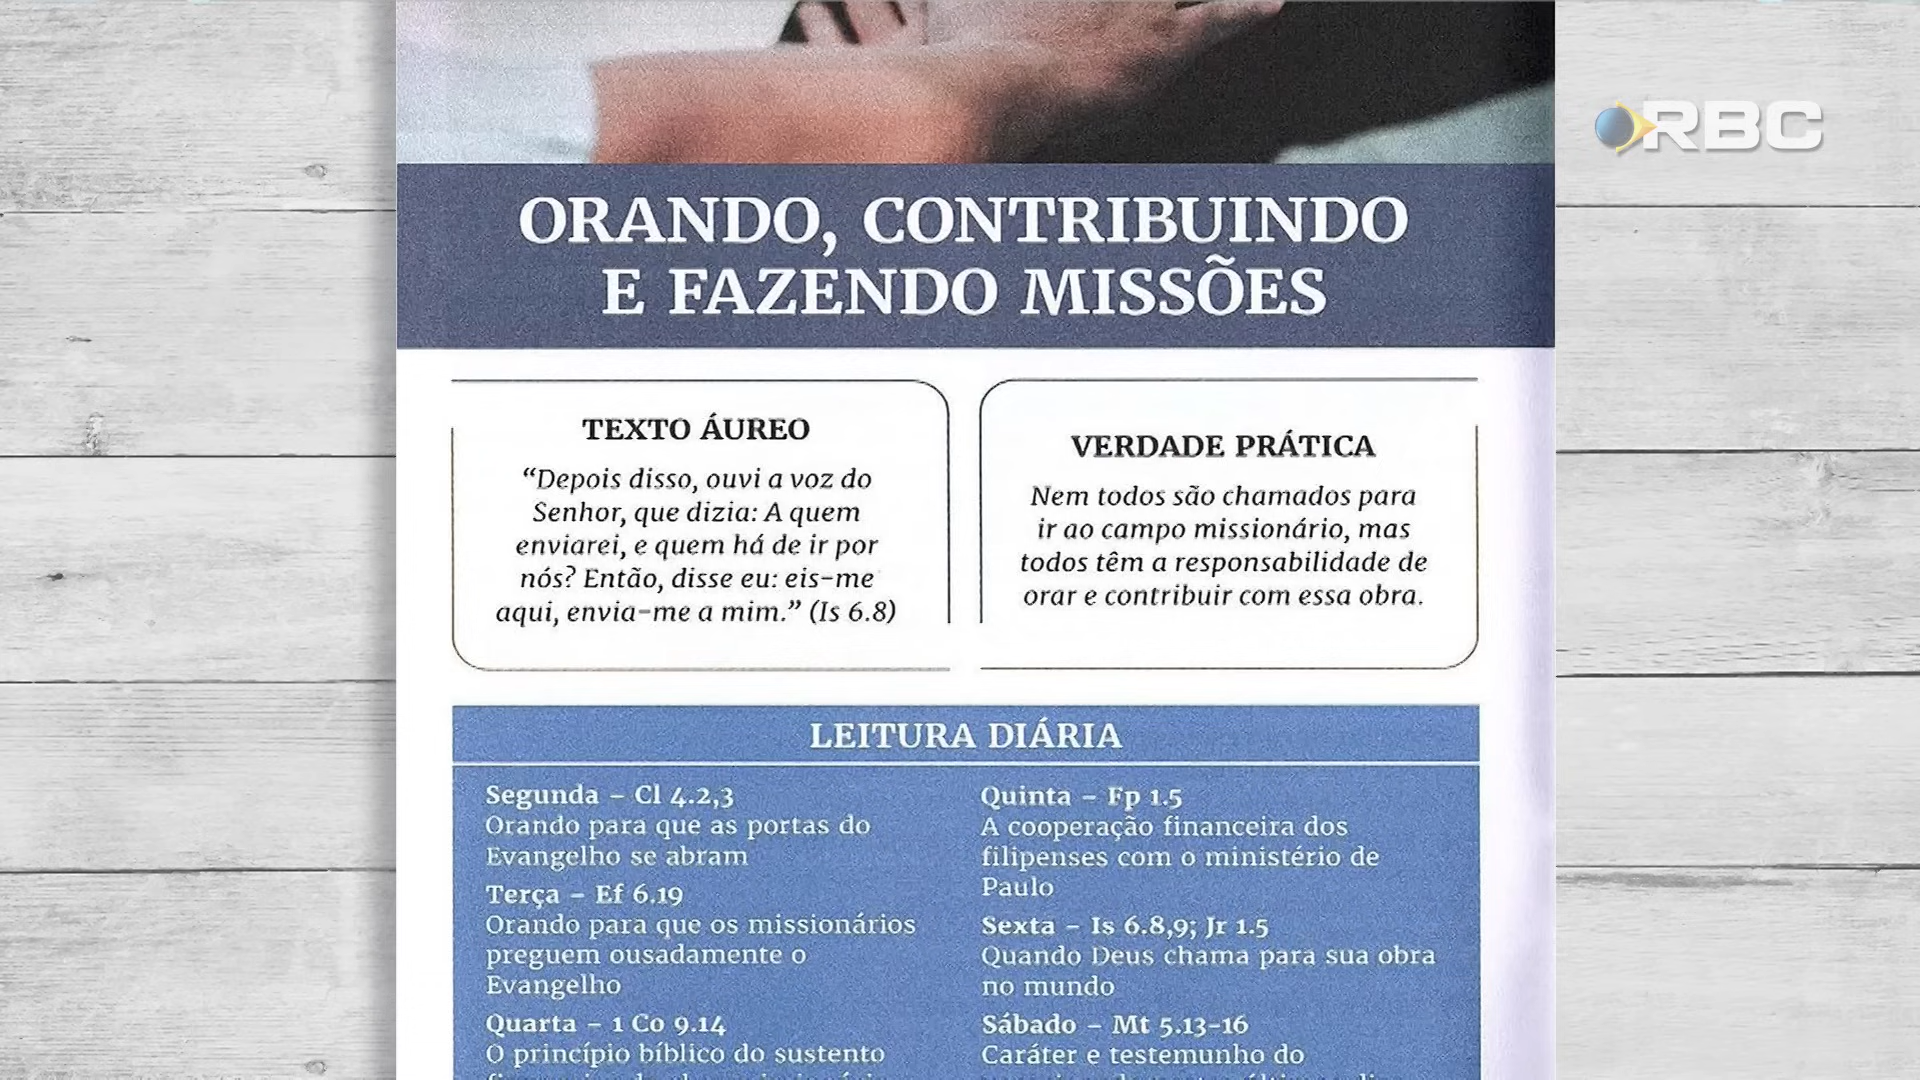 RBC
ORANDO, CONTRIBUINDO
E FAZENDO MISSÕES
TEXTO ÁUREO
“Depois disso, ouvi a voz do
Senhor, que dizia: A quem
enviarei, e quem há de ir por
nós? Então, disse eu: eis-me
aqui, envia-me a mim.” (Is 6.8)
VERDADE PRÁTICA
Nem todos são chamados para
ir ao campo missionário, mas
todos têm a responsabilidade de
orar e contribuir com essa obra.
LEITURA DIÁRIA
Segunda – Cl 4.2,3
Orando para que as portas do
Evangelho se abram
Terça – Ef 6.19
Orando para que os missionários
preguem ousadamente o
Evangelho
Quarta – 1 Co 9.14
O princípio bíblico do sustento
Quinta – Fp 1.5
A cooperação financeira dos
filipenses com o ministério de
Paulo
Sexta – Is 6.8,9; Jr 1.5
Quando Deus chama para sua obra
no mundo
Sábado – Mt 5.13-16
Caráter e testemunho do